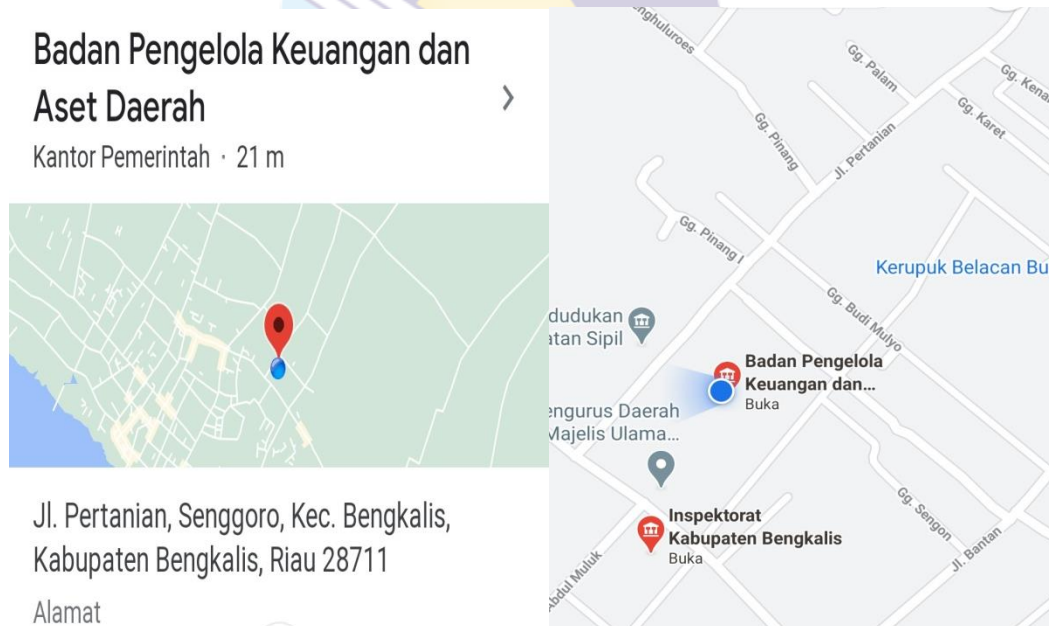 Badan Pengelola Keuangan dan
Aset Daerah
Kantor Pemerintah · 21 m
Jl. Pertanian, Senggoro, Kec. Bengkalis,
Kabupaten Bengkalis, Riau 28711
Alamat
nghuluroes
Gg. Palam
Gg. Kena
Gg. Karet
Gg. Pinang
Jl. Pertanian
Gg. Pinang I
Kerupuk Belacan Bu
Gg. Budi Mulyo
dudukan
atan Sipil
Badan Pengelola
Keuangan dan...
Buka
engurus Daerah
Majelis Ulama...
Inspektorat
Kabupaten Bengkalis
Buka
Gg. Sengon
Jl. Bantan
Abdul Muluk